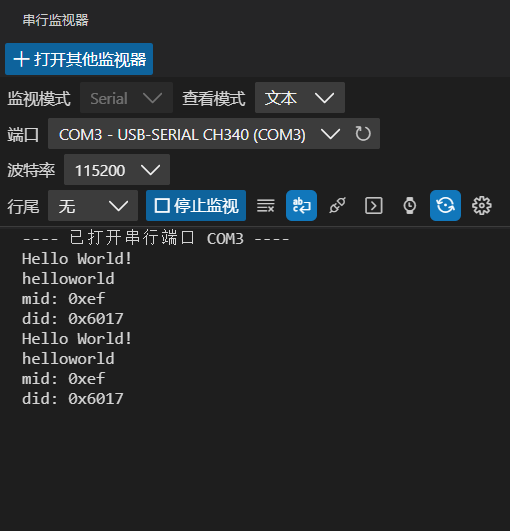 串行监视器
打开其他监视器
监视模式 Serial 查看模式 文本
端口 COM3 - USB-SERIAL CH340 (COM3)
波特率 115200
行尾 无 停止监视
---- 已打开串行端口 COM3 ----
Hello World!
helloworld
mid: 0xef
did: 0x6017
Hello World!
helloworld
mid: 0xef
did: 0x6017